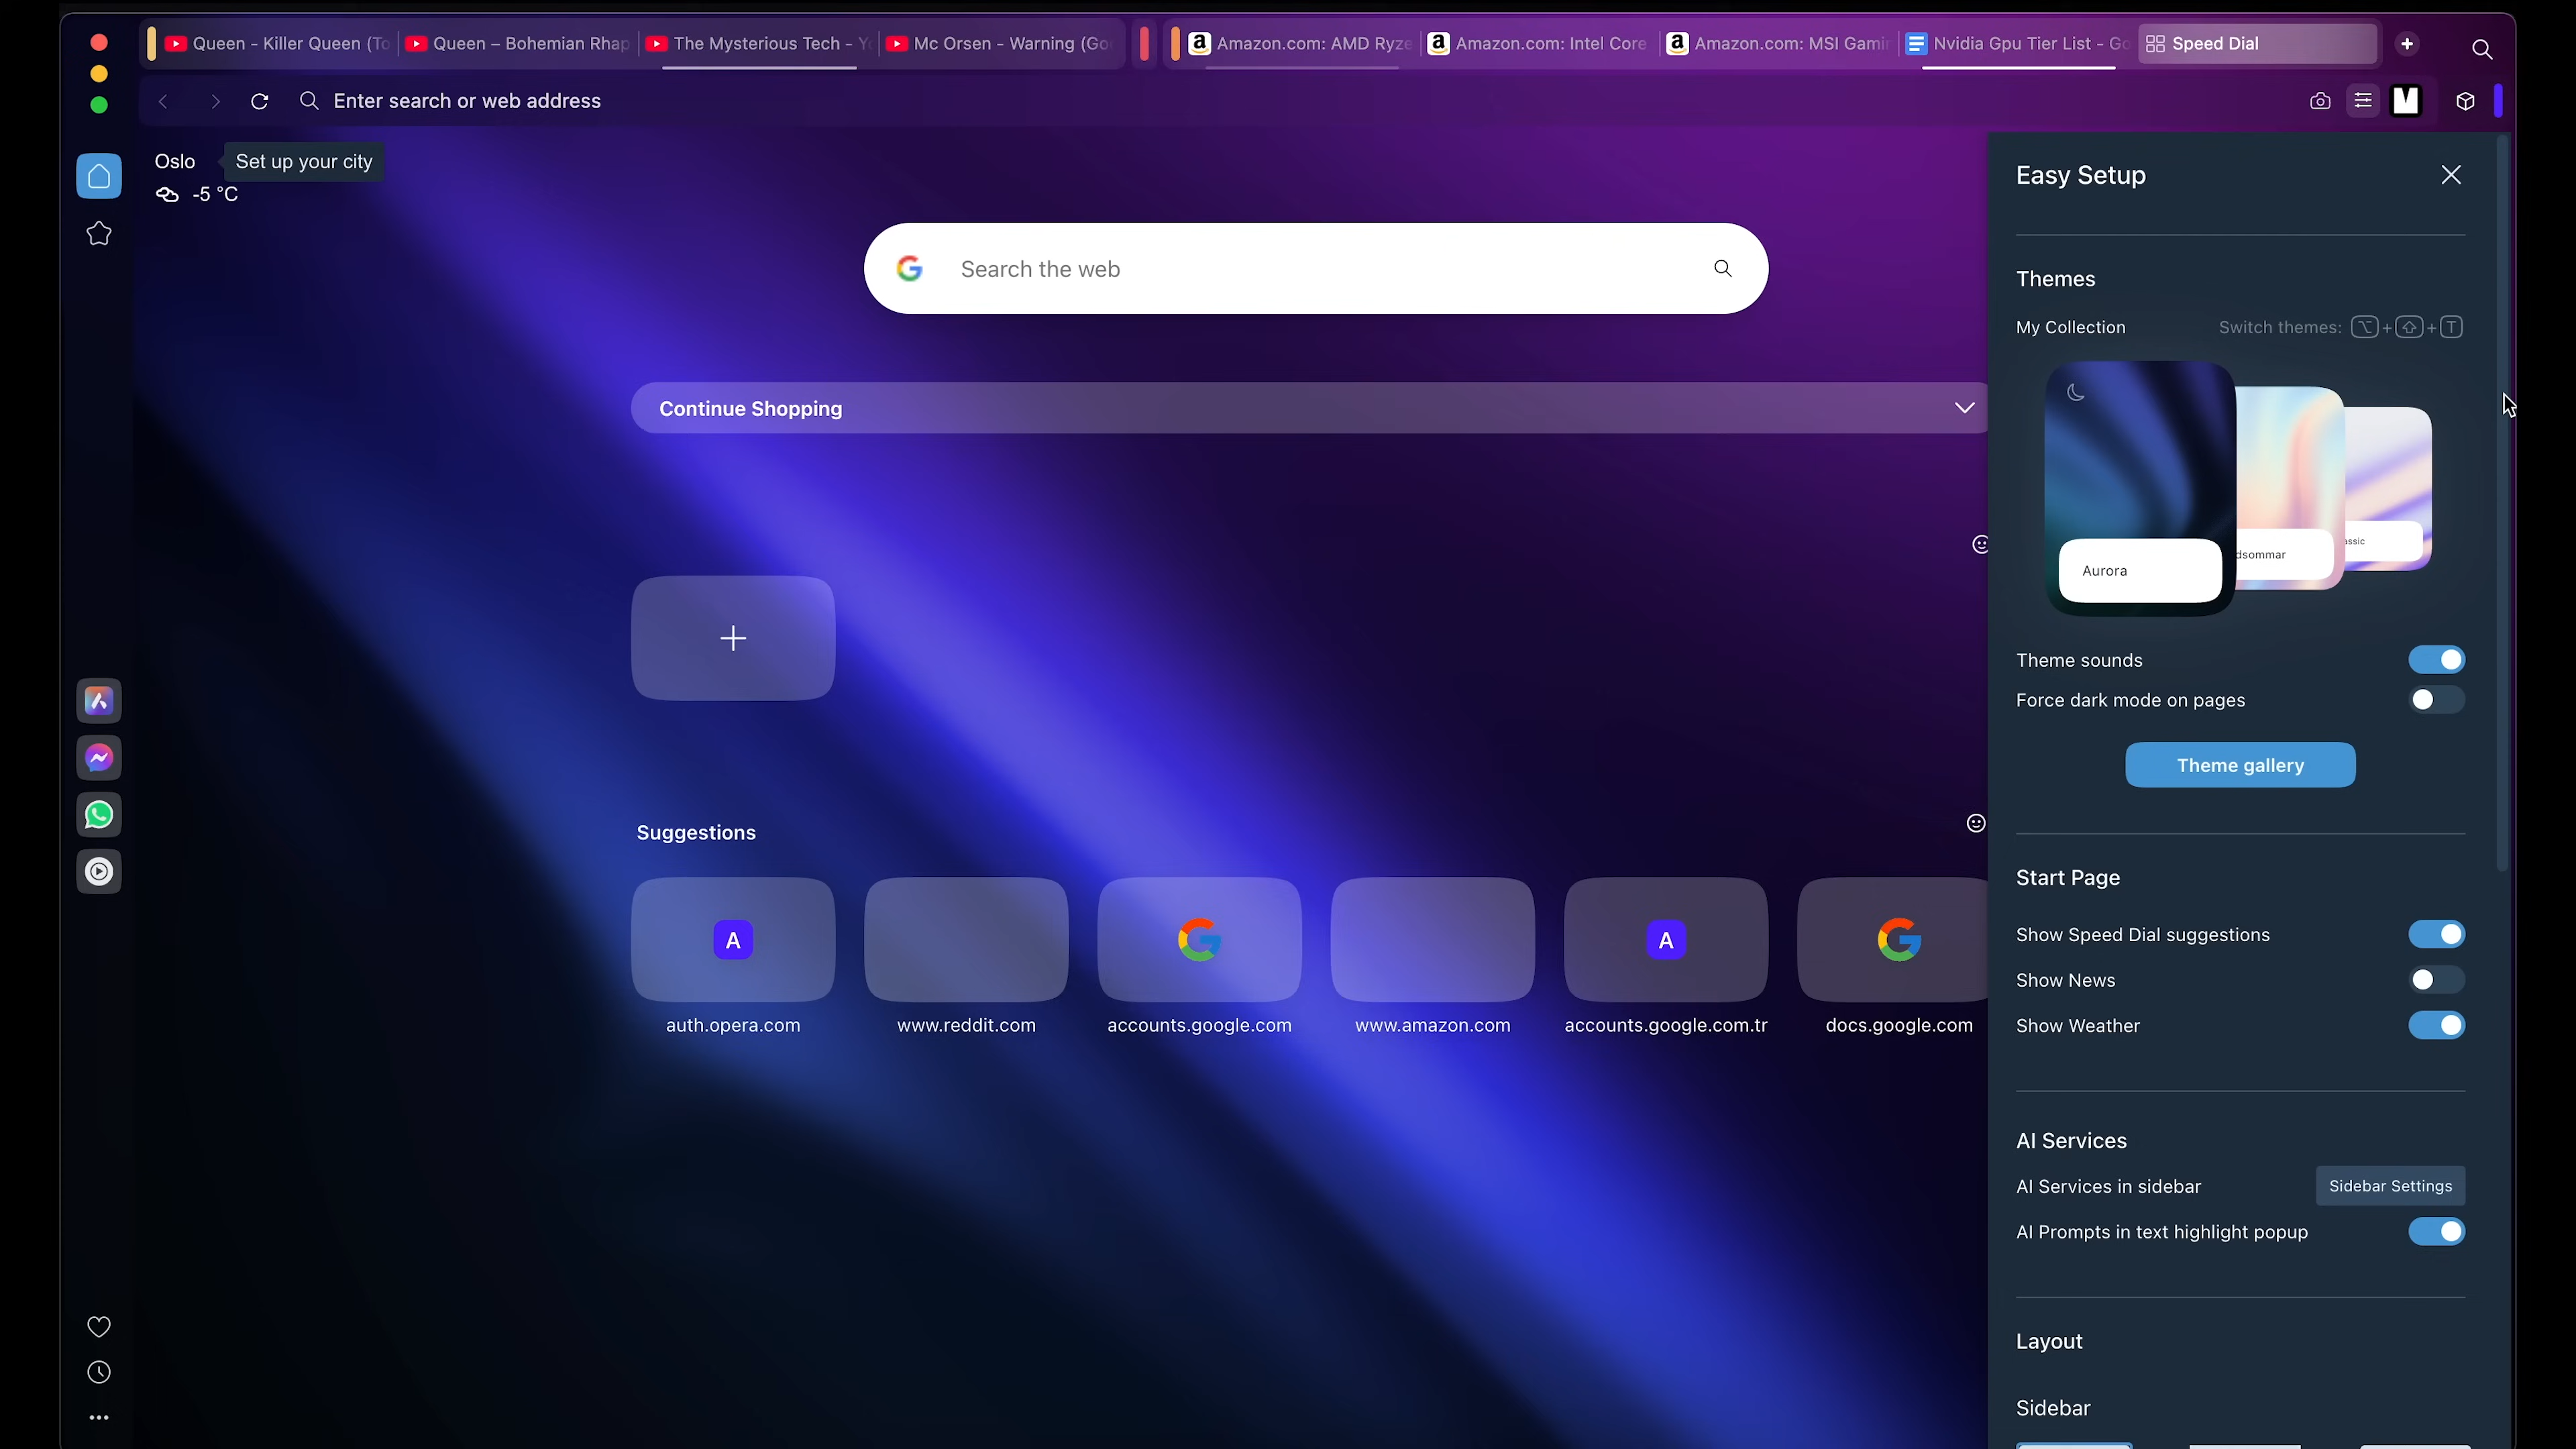 Queen - Killer Queen (To
Queen – Bohemian Rhap
The Mysterious Tech - Y
Mc Orsen - Warning (Go
Amazon.com: AMD Ryze
Amazon.com: Intel Core
Amazon.com: MSI Gami
Nvidia Gpu Tier List - Go
Speed Dial
Enter search or web address
Oslo
Set up your city
-5 °C
Search the web
Continue Shopping
Suggestions
A
A
auth.opera.com
www.reddit.com
accounts.google.com
www.amazon.com
accounts.google.com.tr
docs.google.com
Easy Setup
Themes
My Collection
Switch themes: ⌥ + ⇧ + T
Aurora
dsommar
assic
Theme sounds
Force dark mode on pages
Theme gallery
Start Page
Show Speed Dial suggestions
Show News
Show Weather
AI Services
AI Services in sidebar
Sidebar Settings
AI Prompts in text highlight popup
Layout
Sidebar